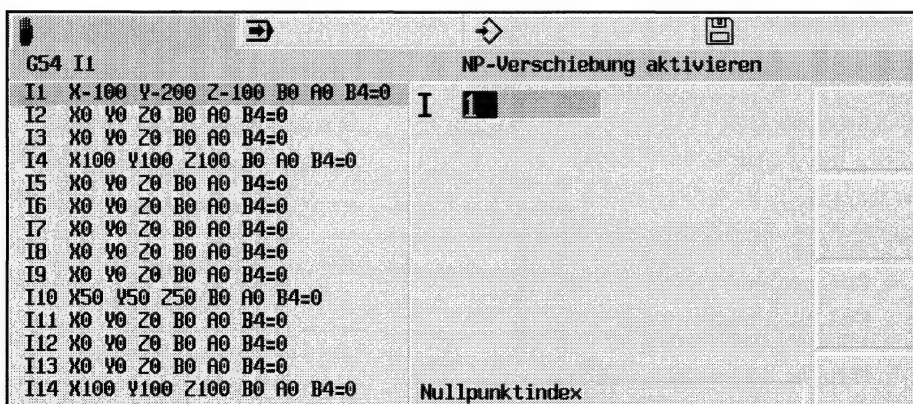 G54 I1 NP-Verschiebung aktivieren
I1 X-100 Y-200 Z-100 B0 A0 B4=0
I 1
I2 X0 Y0 Z0 B0 A0 B4=0
I3 X0 Y0 Z0 B0 A0 B4=0
I4 X100 Y100 Z100 B0 A0 B4=0
I5 X0 Y0 Z0 B0 A0 B4=0
I6 X0 Y0 Z0 B0 A0 B4=0
I7 X0 Y0 Z0 B0 A0 B4=0
I8 X0 Y0 Z0 B0 A0 B4=0
I9 X0 Y0 Z0 B0 A0 B4=0
I10 X50 Y50 Z50 B0 A0 B4=0
I11 X0 Y0 Z0 B0 A0 B4=0
I12 X0 Y0 Z0 B0 A0 B4=0
I13 X0 Y0 Z0 B0 A0 B4=0
I14 X100 Y100 Z100 B0 A0 B4=0
Nullpunktindex